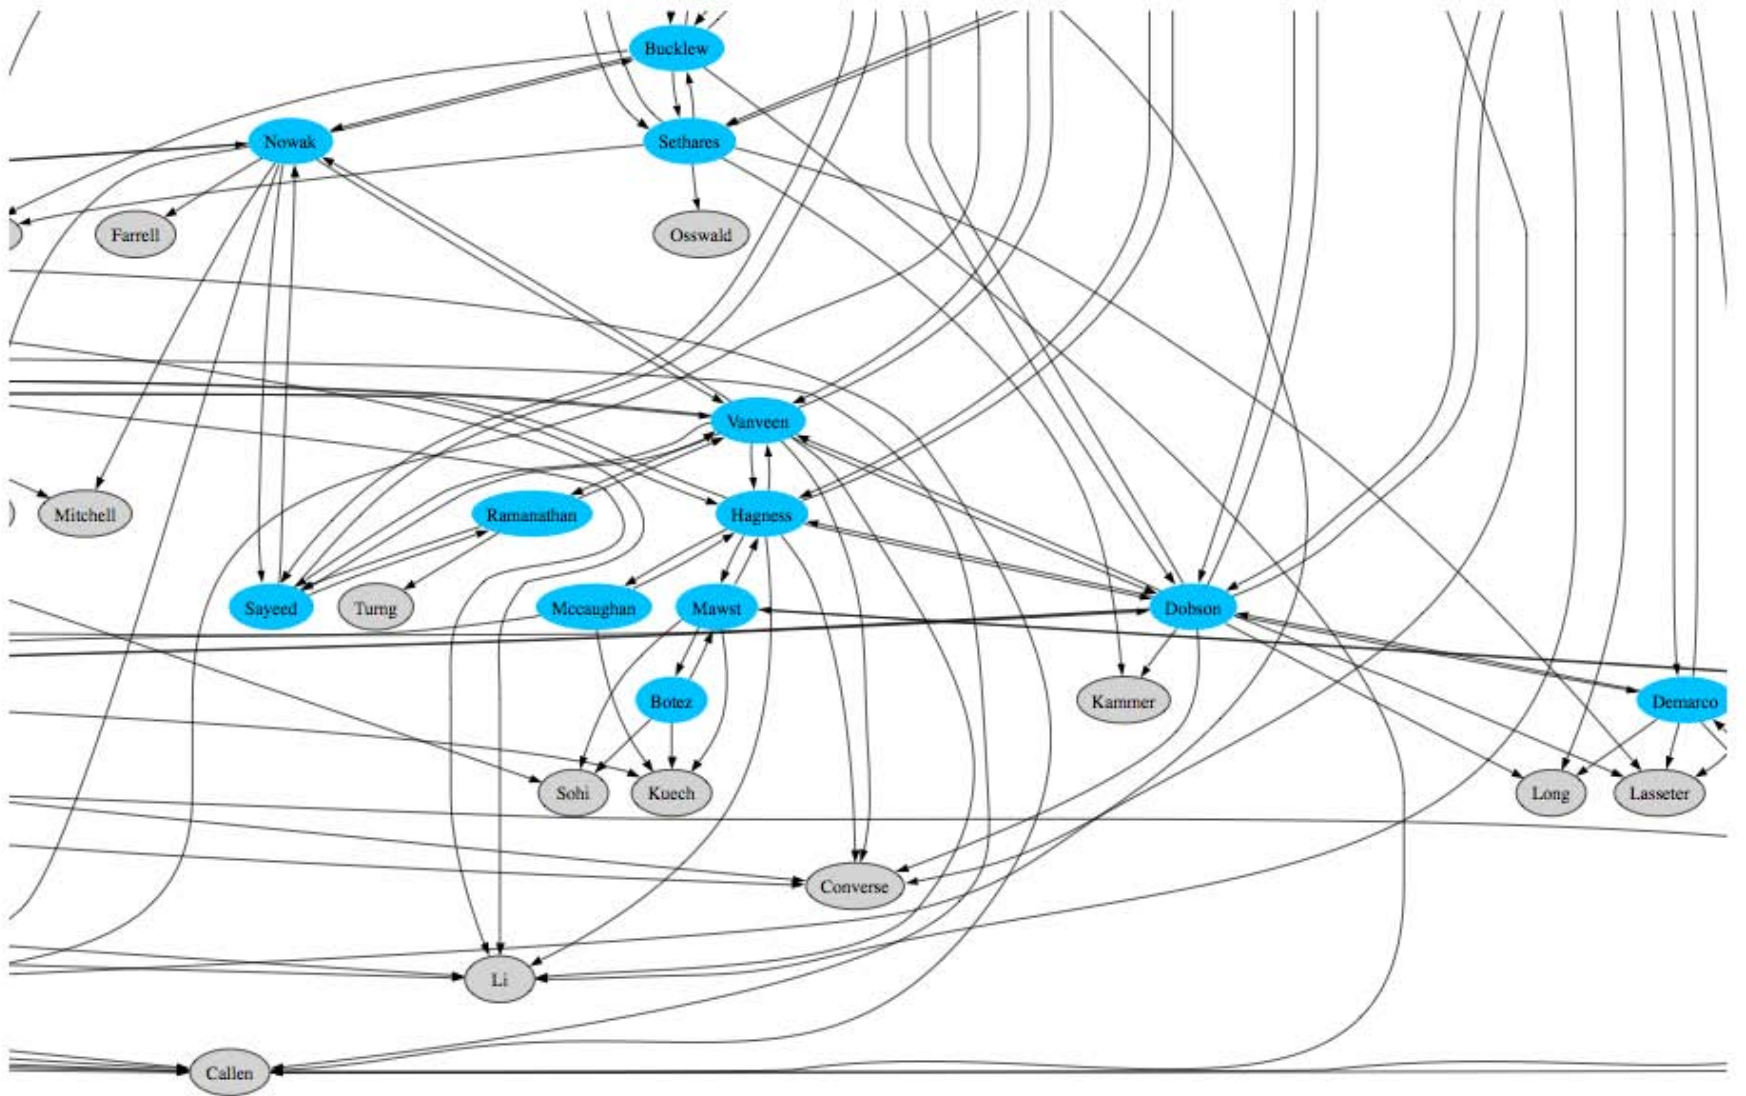 Bucklew
Nowak
Sethares
Farrell
Osswald
Vanveen
Mitchell
Ramanathan
Hagness
Sayeed
Turng
Mccaughan
Mawst
Dobson
Botez
Kammer
Demarco
Sohi
Kuech
Long
Lasseter
Converse
Li
Callen